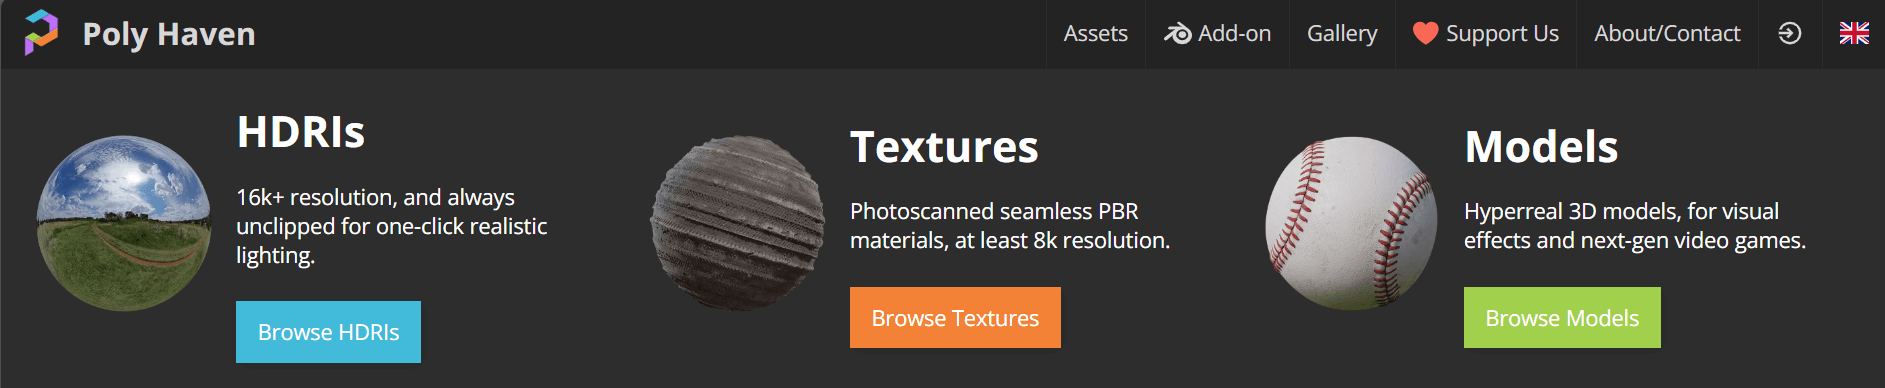 Poly Haven
Assets
Add-on
Gallery
Support Us
About/Contact
HDRIs
16k+ resolution, and always
unclipped for one-click realistic
lighting.
Browse HDRIs
Textures
Photoscanned seamless PBR
materials, at least 8k resolution.
Browse Textures
Models
Hyperreal 3D models, for visual
effects and next-gen video games.
Browse Models